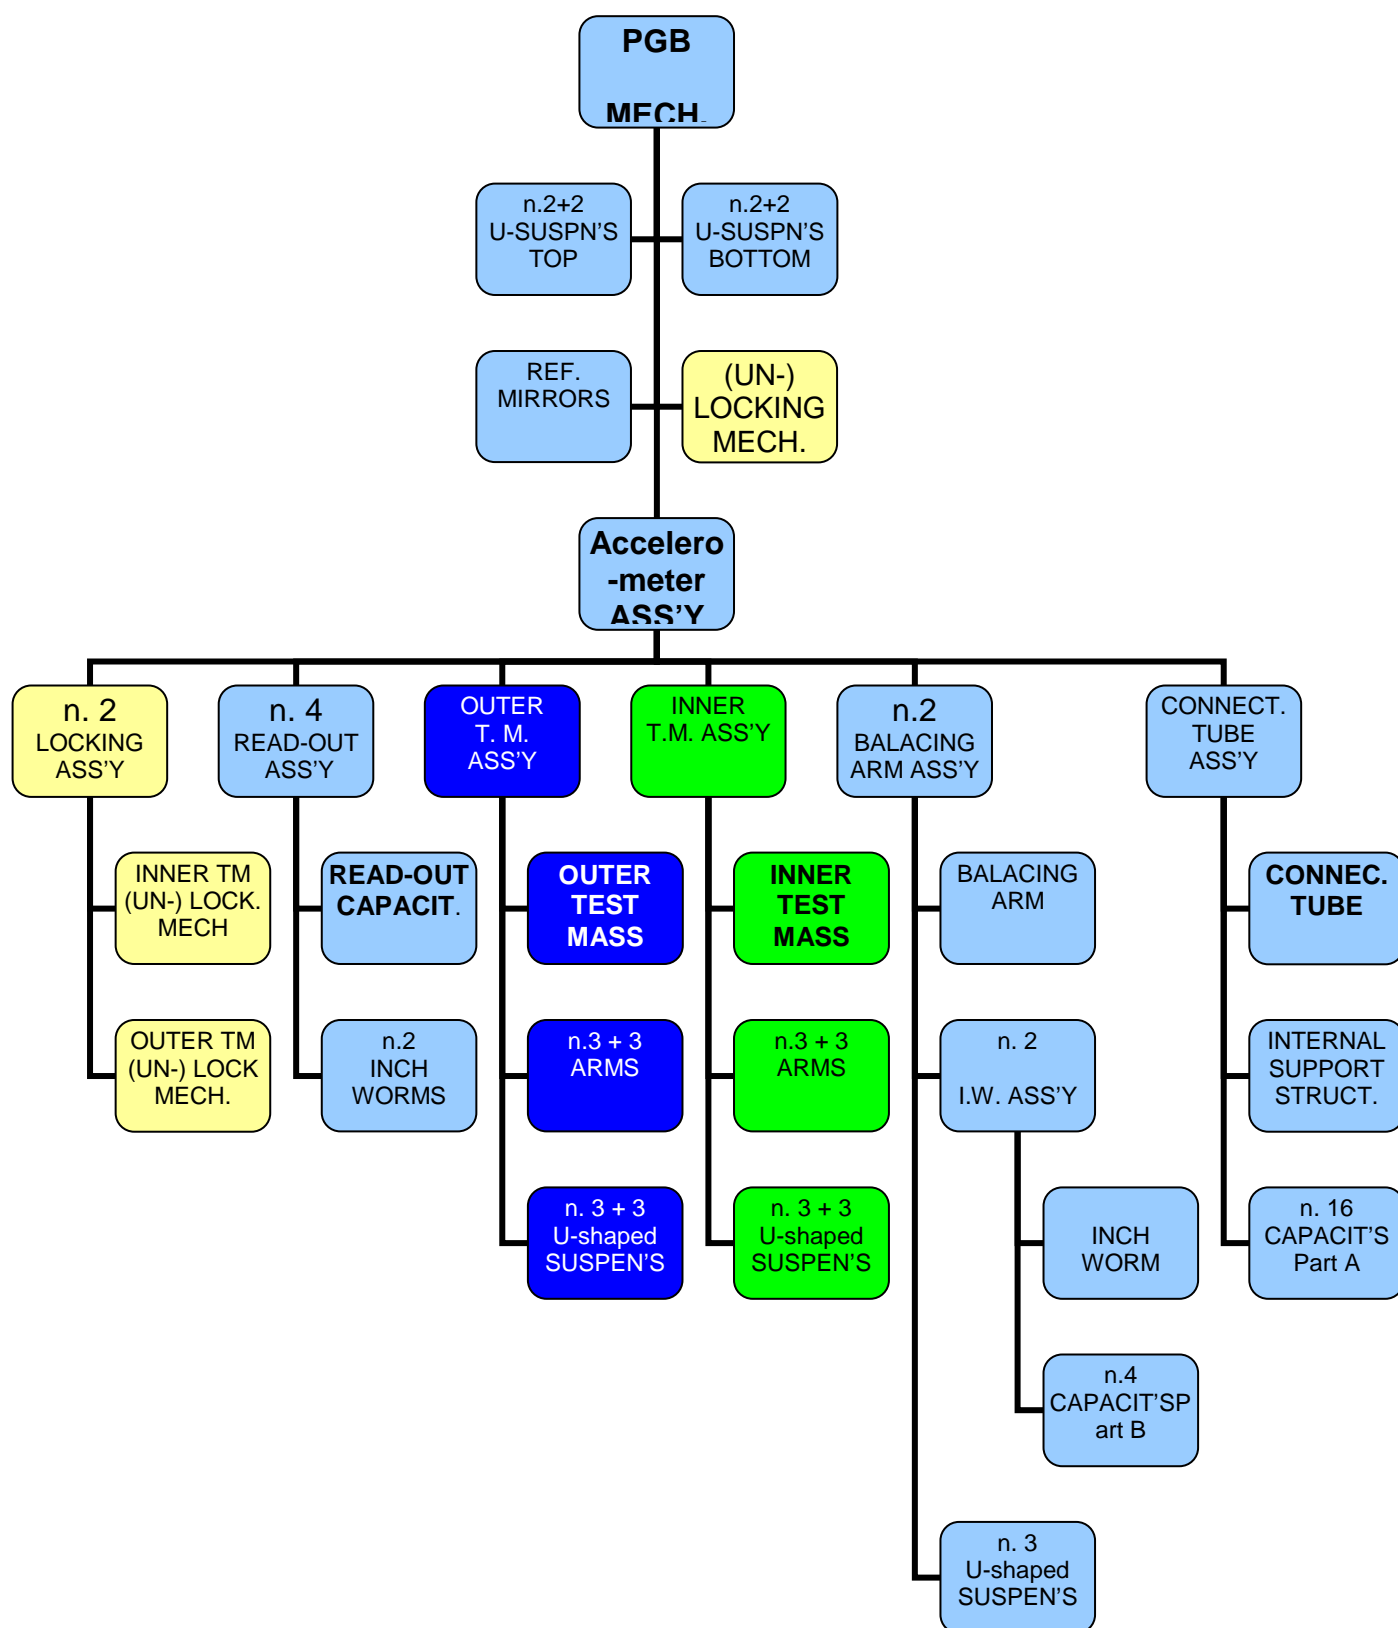 PGB
MECH.
n.2+2
U-SUSPN'S
TOP
n.2+2
U-SUSPN'S
BOTTOM
REF.
MIRRORS
(UN-)
LOCKING
MECH.
Accelero
-meter
ASS'Y
n. 2
LOCKING
ASS'Y
n. 4
READ-OUT
ASS'Y
OUTER
T. M.
ASS'Y
INNER
T.M. ASS'Y
n.2
BALACING
ARM ASS'Y
CONNECT.
TUBE
ASS'Y
INNER TM
(UN-) LOCK.
MECH
READ-OUT
CAPACIT.
OUTER
TEST
MASS
INNER
TEST
MASS
BALACING
ARM
CONNEC.
TUBE
OUTER TM
(UN-) LOCK
MECH.
n.2
INCH
WORMS
n.3 + 3
ARMS
n.3 + 3
ARMS
n. 2
I.W. ASS'Y
INTERNAL
SUPPORT
STRUCT.
n. 3 + 3
U-shaped
SUSPEN'S
n. 3 + 3
U-shaped
SUSPEN'S
INCH
WORM
n. 16
CAPACIT'S
Part A
n.4
CAPACIT'SP
art B
n. 3
U-shaped
SUSPEN'S